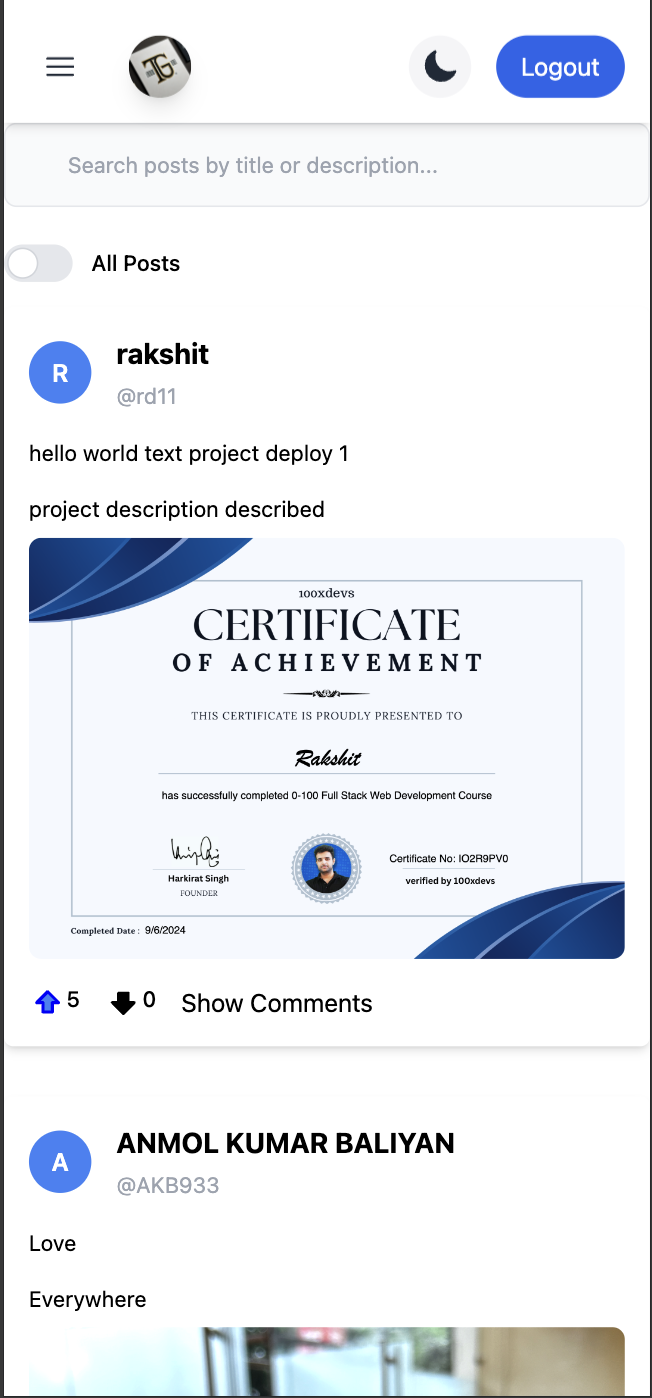 TG
Logout
Search posts by title or description...
All Posts
R
rakshit
@rd11
hello world text project deploy 1
project description described
100xdevs
CERTIFICATE
OF ACHIEVEMENT
THIS CERTIFICATE IS PROUDLY PRESENTED TO
Rakshit
has successfully completed 0-100 Full Stack Web Development Course
Harkirat Singh
FOUNDER
Certificate No: IO2R9PV0
verified by 100xdevs
Completed Date : 9/6/2024
5
0
Show Comments
A
ANMOL KUMAR BALIYAN
@AKB933
Love
Everywhere